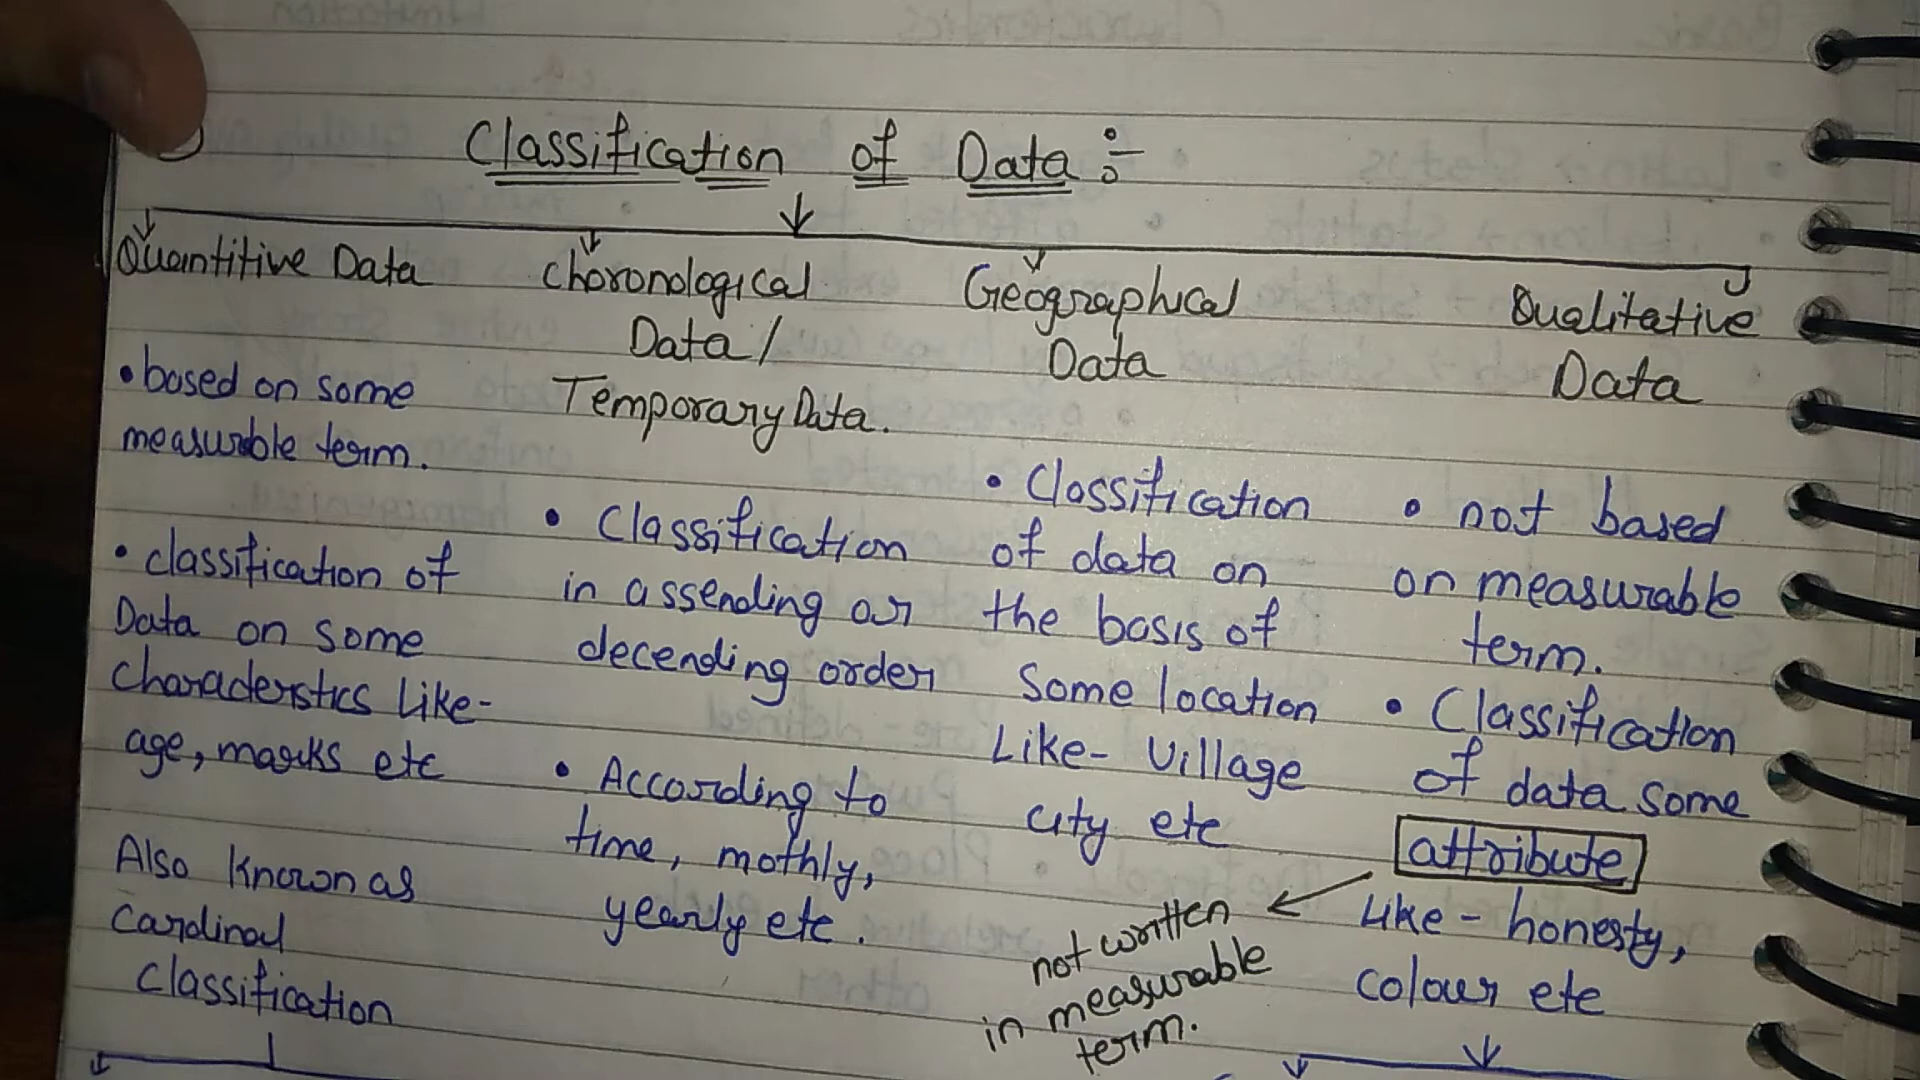 Classification of Data :-
Quantitive Data
Choronological
Data /
Temporary Data.
Geographical
Data
Qualitative
Data
• based on some
measurable term.
• classification of
Data on some
Characterstics like-
age, marks etc
Also Known as
Cardinal
Classification
• Classification
in assending or
decending order
• According to
time, mothly,
yearly etc.
• Classification
of data on
the basis of
Some location
Like- Village
city etc
• not based
on measurable
term.
• Classification
of data some
attribute
Like - honesty,
colour etc
not written
in measurable
term.